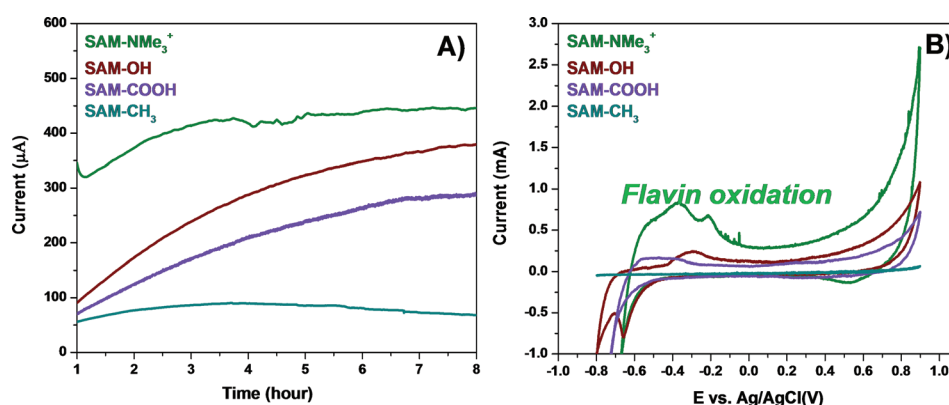 A)
SAM-NMe₃⁺
SAM-OH
SAM-COOH
SAM-CH₃
600
500
400
300
200
100
0
Current (µA)
1 2 3 4 5 6 7 8
Time (hour)
B)
SAM-NMe₃⁺
SAM-OH
SAM-COOH
SAM-CH₃
Flavin oxidation
3.0
2.5
2.0
1.5
1.0
0.5
0.0
-0.5
-1.0
Current (mA)
-1.0 -0.8 -0.6 -0.4 -0.2 0.0 0.2 0.4 0.6 0.8 1.0
E vs. Ag/AgCl(V)